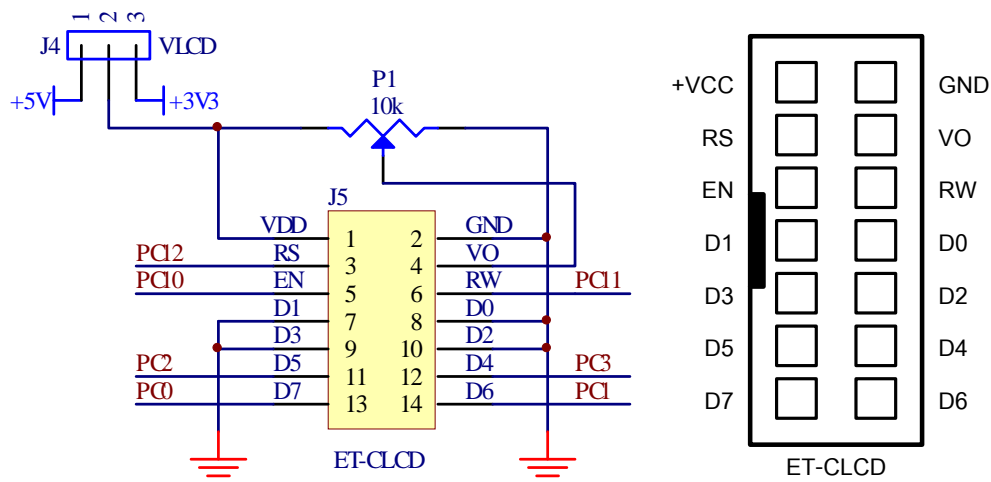 1 2 3
J4 VLCD
+5V +3V3
P1
10k
J5
VDD 1 2 GND
PC12 RS 3 4 VO
PC10 EN 5 6 RW PC11
D1 7 8 D0
D3 9 10 D2
PC2 D5 11 12 D4 PC3
PC0 D7 13 14 D6 PC1
ET-CLCD
+VCC GND
RS VO
EN RW
D1 D0
D3 D2
D5 D4
D7 D6
ET-CLCD